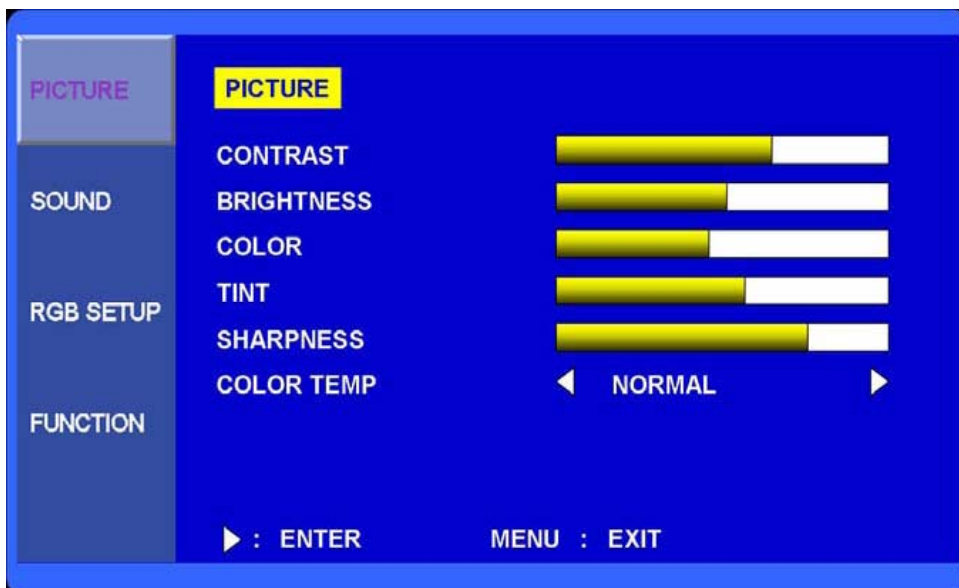 PICTURE
SOUND
RGB SETUP
FUNCTION
PICTURE
CONTRAST
BRIGHTNESS
COLOR
TINT
SHARPNESS
COLOR TEMP NORMAL
: ENTER MENU : EXIT